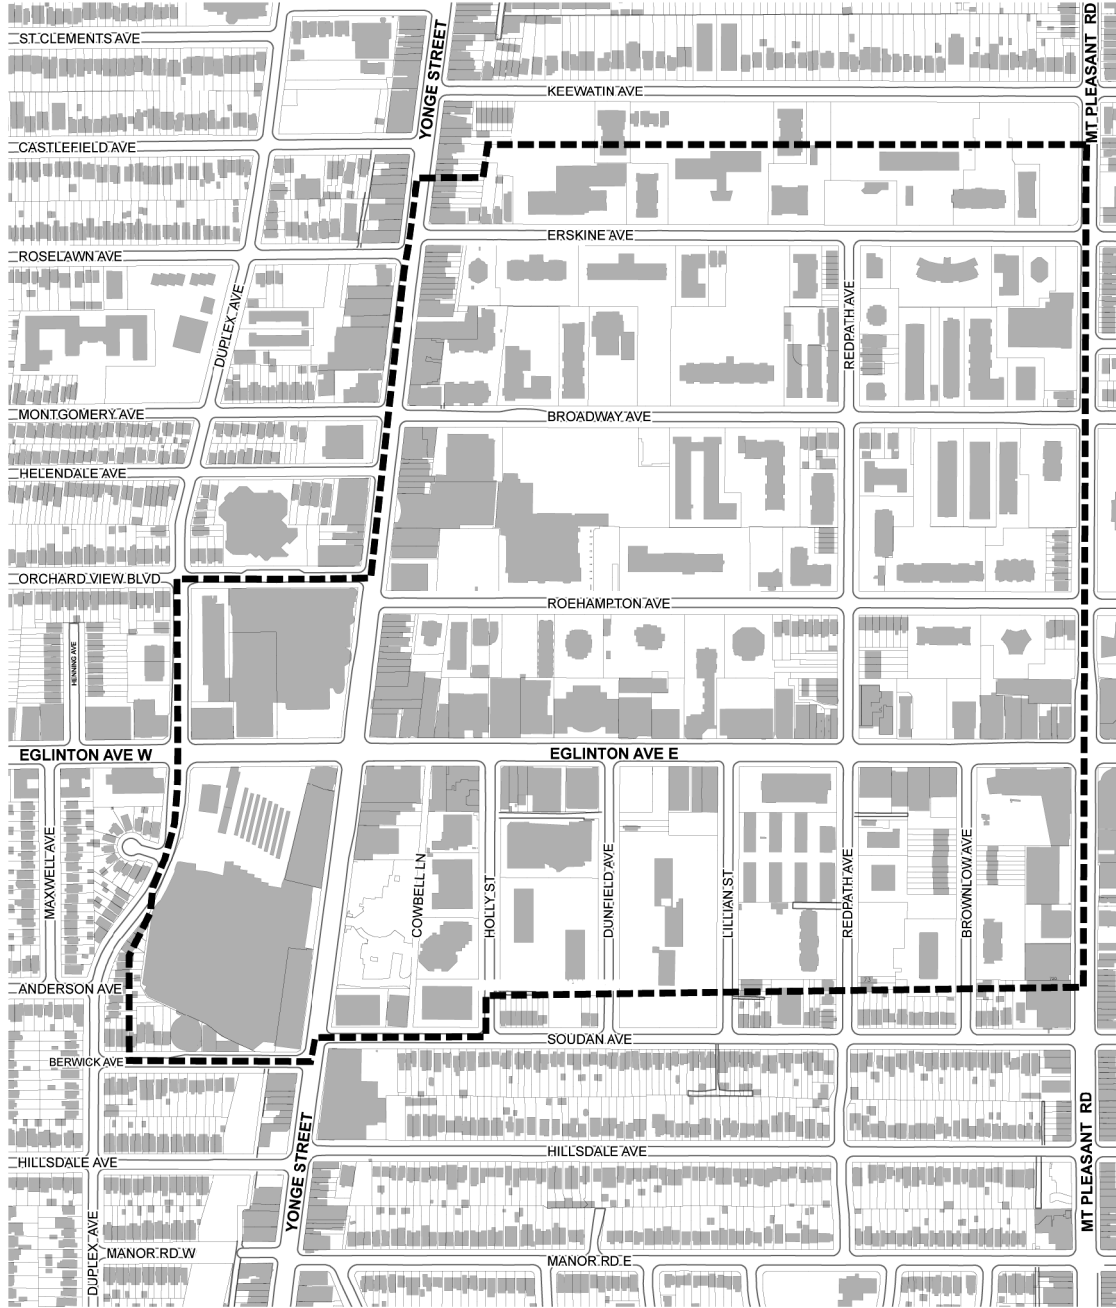 ST.CLEMENTS AVE
YONGE STREET
MT PLEASANT RD
KEEWATIN AVE
CASTLEFIELD AVE
ERSKINE AVE
ROSELAWN AVE
DUPLEX AVE
REDPATH AVE
MONTGOMERY AVE
BROADWAY AVE
HELENDALE AVE
ORCHARD VIEW BLVD
ROEHAMPTON AVE
HENNING AVE
EGLINTON AVE W
EGLINTON AVE E
MAXWELL AVE
COWBELL LN
HOLLY ST
DUNFIELD AVE
LILLIAN ST
REDPATH AVE
BROWNLOW AVE
ANDERSON AVE
SOUDAN AVE
BERWICK AVE
YONGE STREET
MT PLEASANT RD
HILLSDALE AVE
HILLSDALE AVE
DUPLEX AVE
MANOR RD W
MANOR RD E